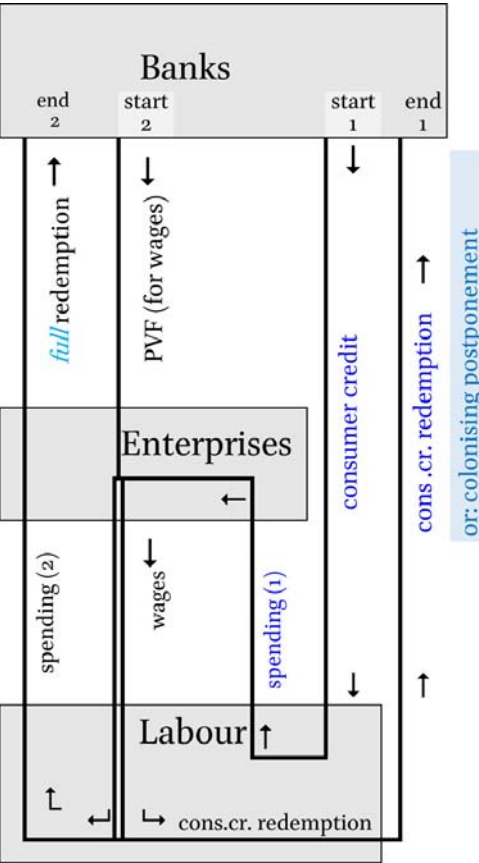 Banks
end
2
start
2
start
1
end
1
full redemption
PVF (for wages)
consumer credit
cons .cr. redemption
or: colonising postponement
Enterprises
spending (2)
wages
spending (1)
Labour
cons.cr. redemption